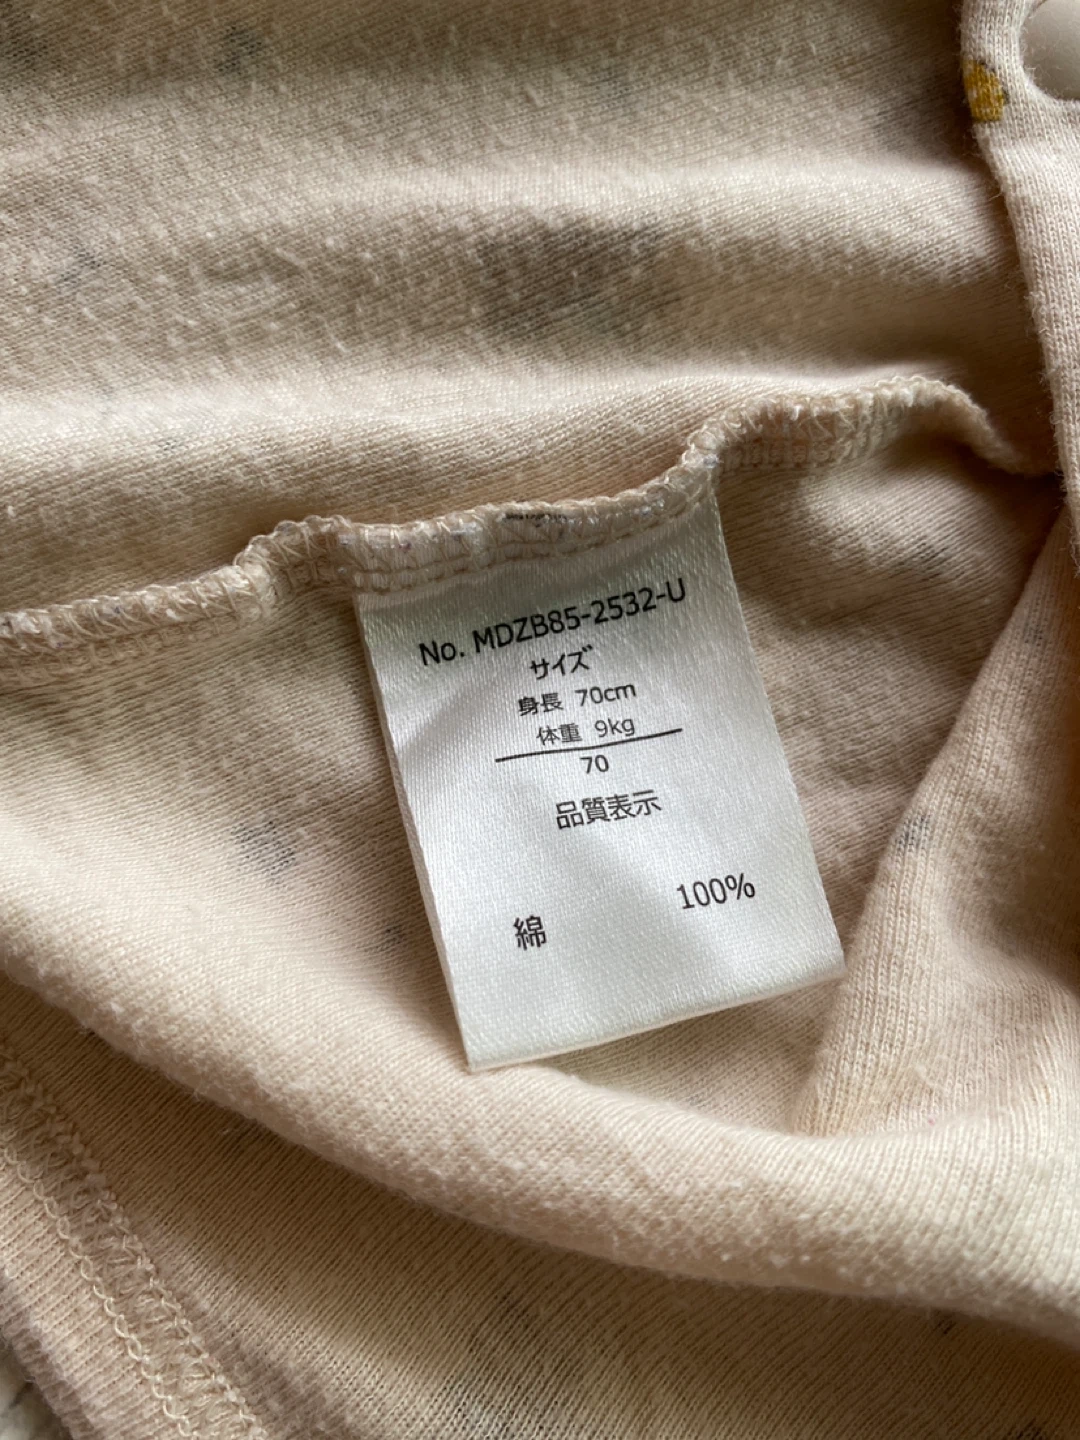 No. MDZB85-2532-U
サイズ
身長 70cm
体重 9kg
70
品質表示
綿 100%